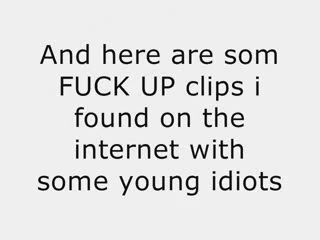 And here are som
FUCK UP clips i
found on the
internet with
some young idiots